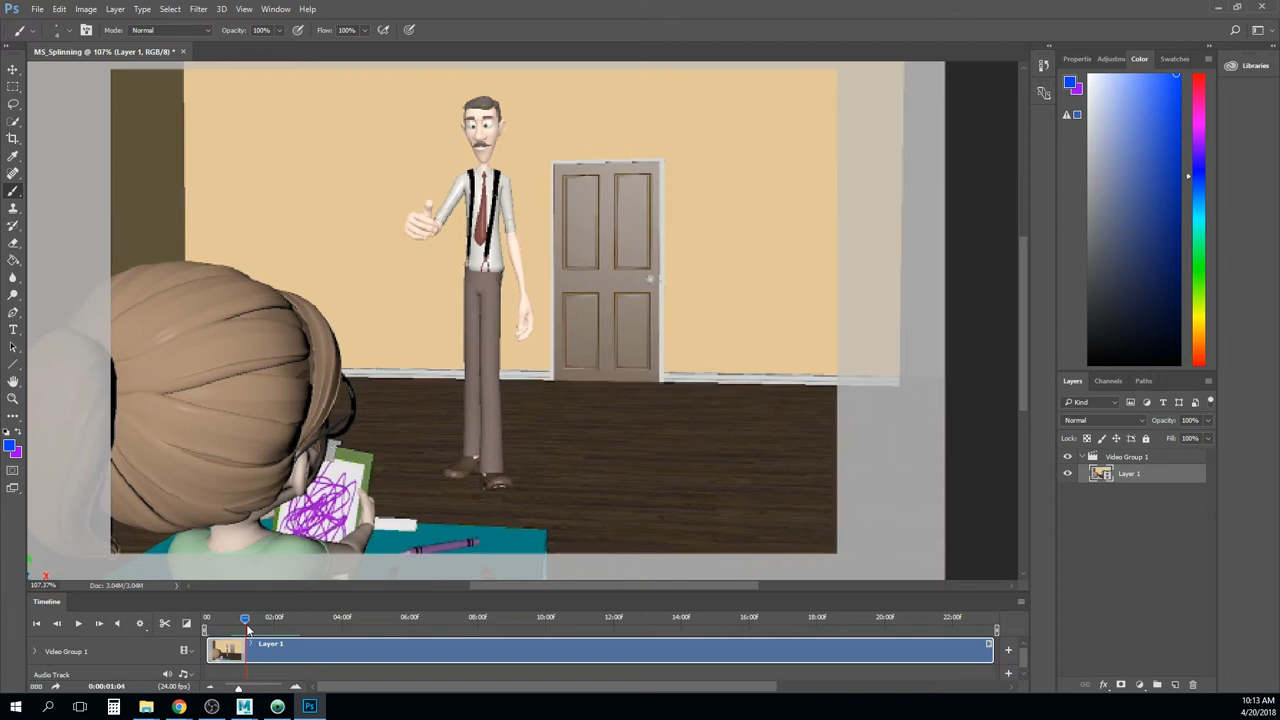 Ps File Edit Image Layer Type Select Filter 3D View Window Help
4 Mode: Normal Opacity: 100% Flow: 100%
MS_Splinning @ 107% (Layer 1, RGB/8) * ×
Properti Adjustme Color Swatches
Libraries
Layers Channels Paths
Kind
Normal Opacity: 100%
Lock: Fill: 100%
Video Group 1
Layer 1
107.37% Doc: 3.04M/3.04M
Timeline
00 02:00f 04:00f 06:00f 08:00f 10:00f 12:00f 14:00f 16:00f 18:00f 20:00f 22:00f
Layer 1
Video Group 1
Audio Track
0:00:01:04 (24.00 fps)
10:13 AM
4/20/2018